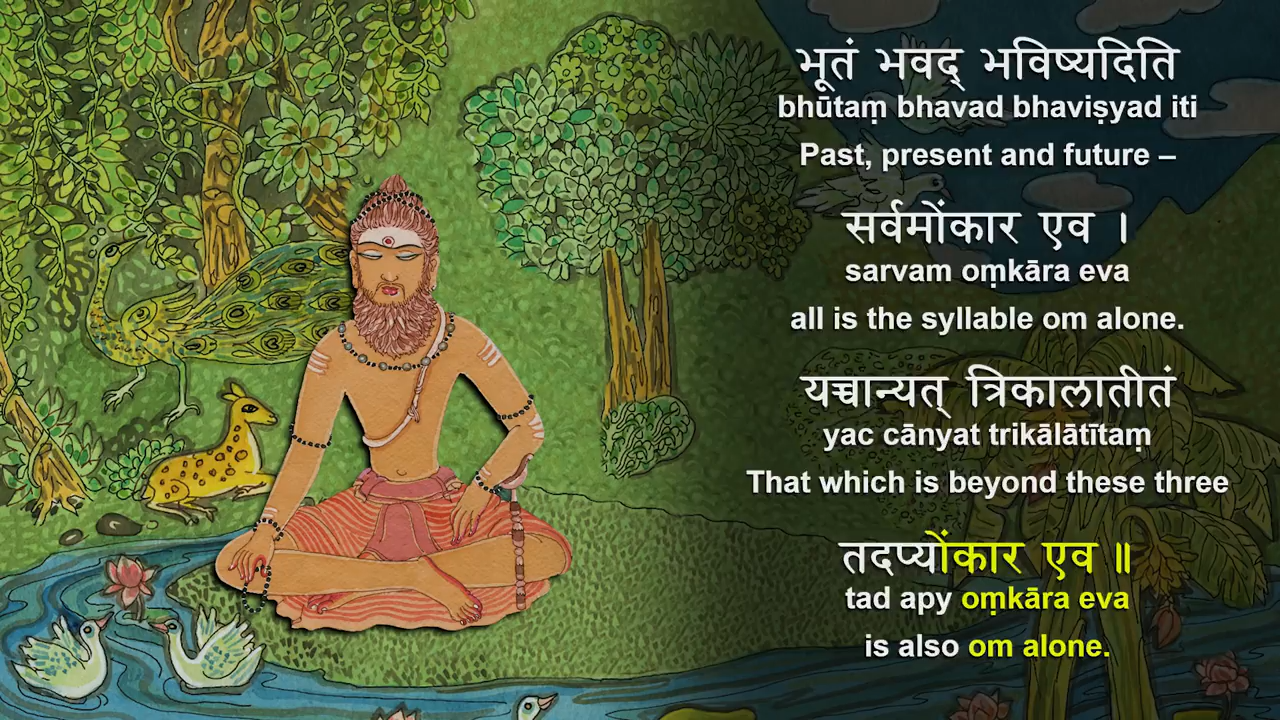 भूतं भवद् भविष्यदिति
bhūtaṃ bhavad bhaviṣyad iti
Past, present and future –
सर्वमोंकार एव ।
sarvam oṃkāra eva
all is the syllable om alone.
यच्चान्यत् त्रिकालातीतं
yac cānyat trikālātītaṃ
That which is beyond these three
तदप्योंकार एव ॥
tad apy oṃkāra eva
is also om alone.